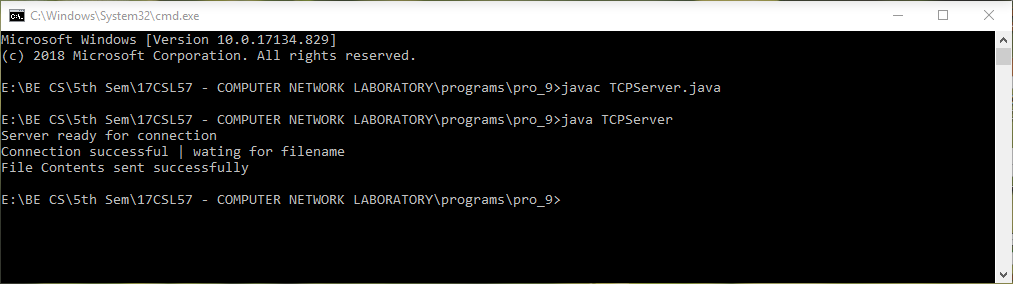 C:\Windows\System32\cmd.exe
Microsoft Windows [Version 10.0.17134.829]
(c) 2018 Microsoft Corporation. All rights reserved.
E:\BE CS\5th Sem\17CSL57 - COMPUTER NETWORK LABORATORY\programs\pro_9>javac TCPServer.java
E:\BE CS\5th Sem\17CSL57 - COMPUTER NETWORK LABORATORY\programs\pro_9>java TCPServer
Server ready for connection
Connection successful | wating for filename
File Contents sent successfully
E:\BE CS\5th Sem\17CSL57 - COMPUTER NETWORK LABORATORY\programs\pro_9>